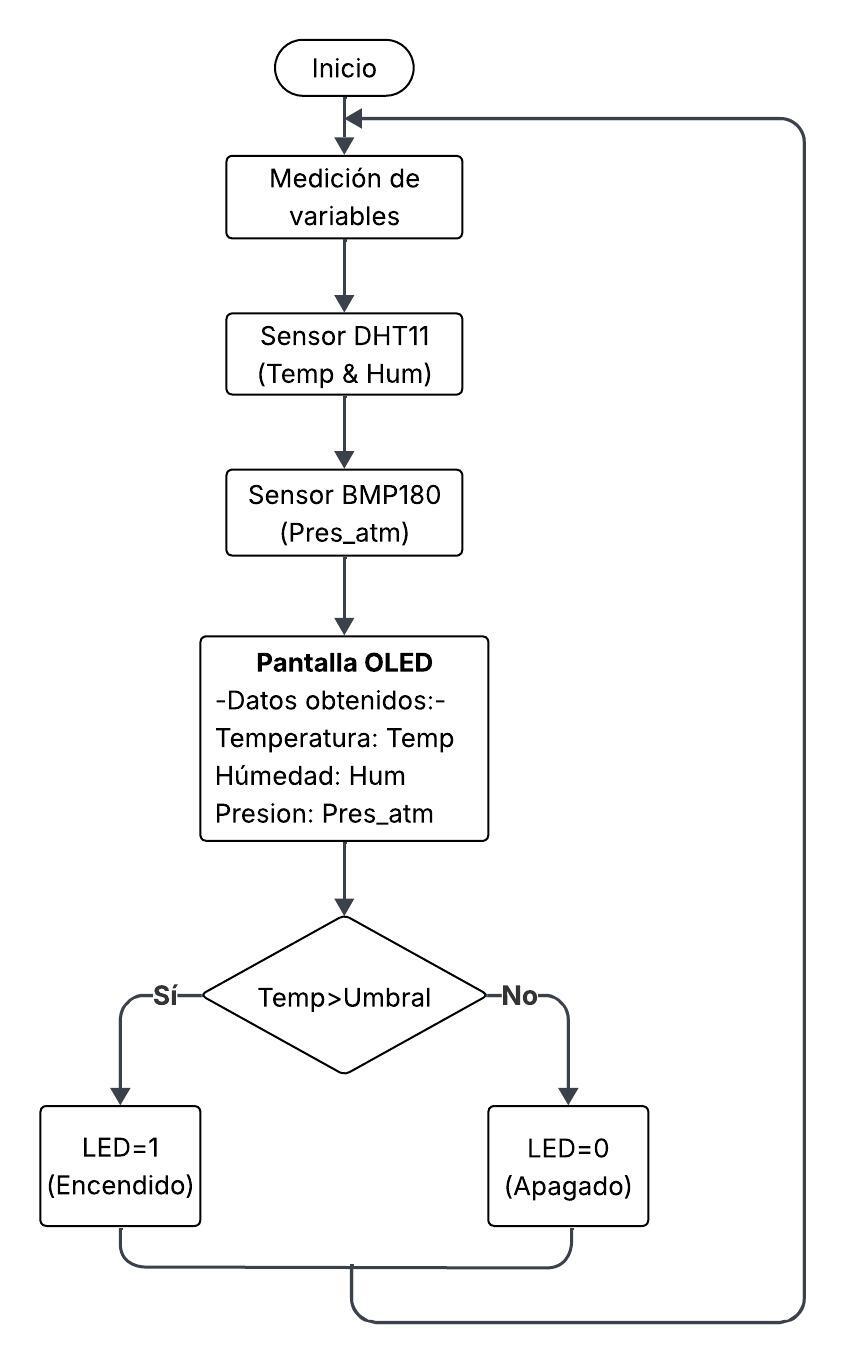 Inicio
Medición de
variables
Sensor DHT11
(Temp & Hum)
Sensor BMP180
(Pres_atm)
Pantalla OLED
-Datos obtenidos:-
Temperatura: Temp
Húmedad: Hum
Presion: Pres_atm
Temp>Umbral
Sí
No
LED=1
(Encendido)
LED=0
(Apagado)